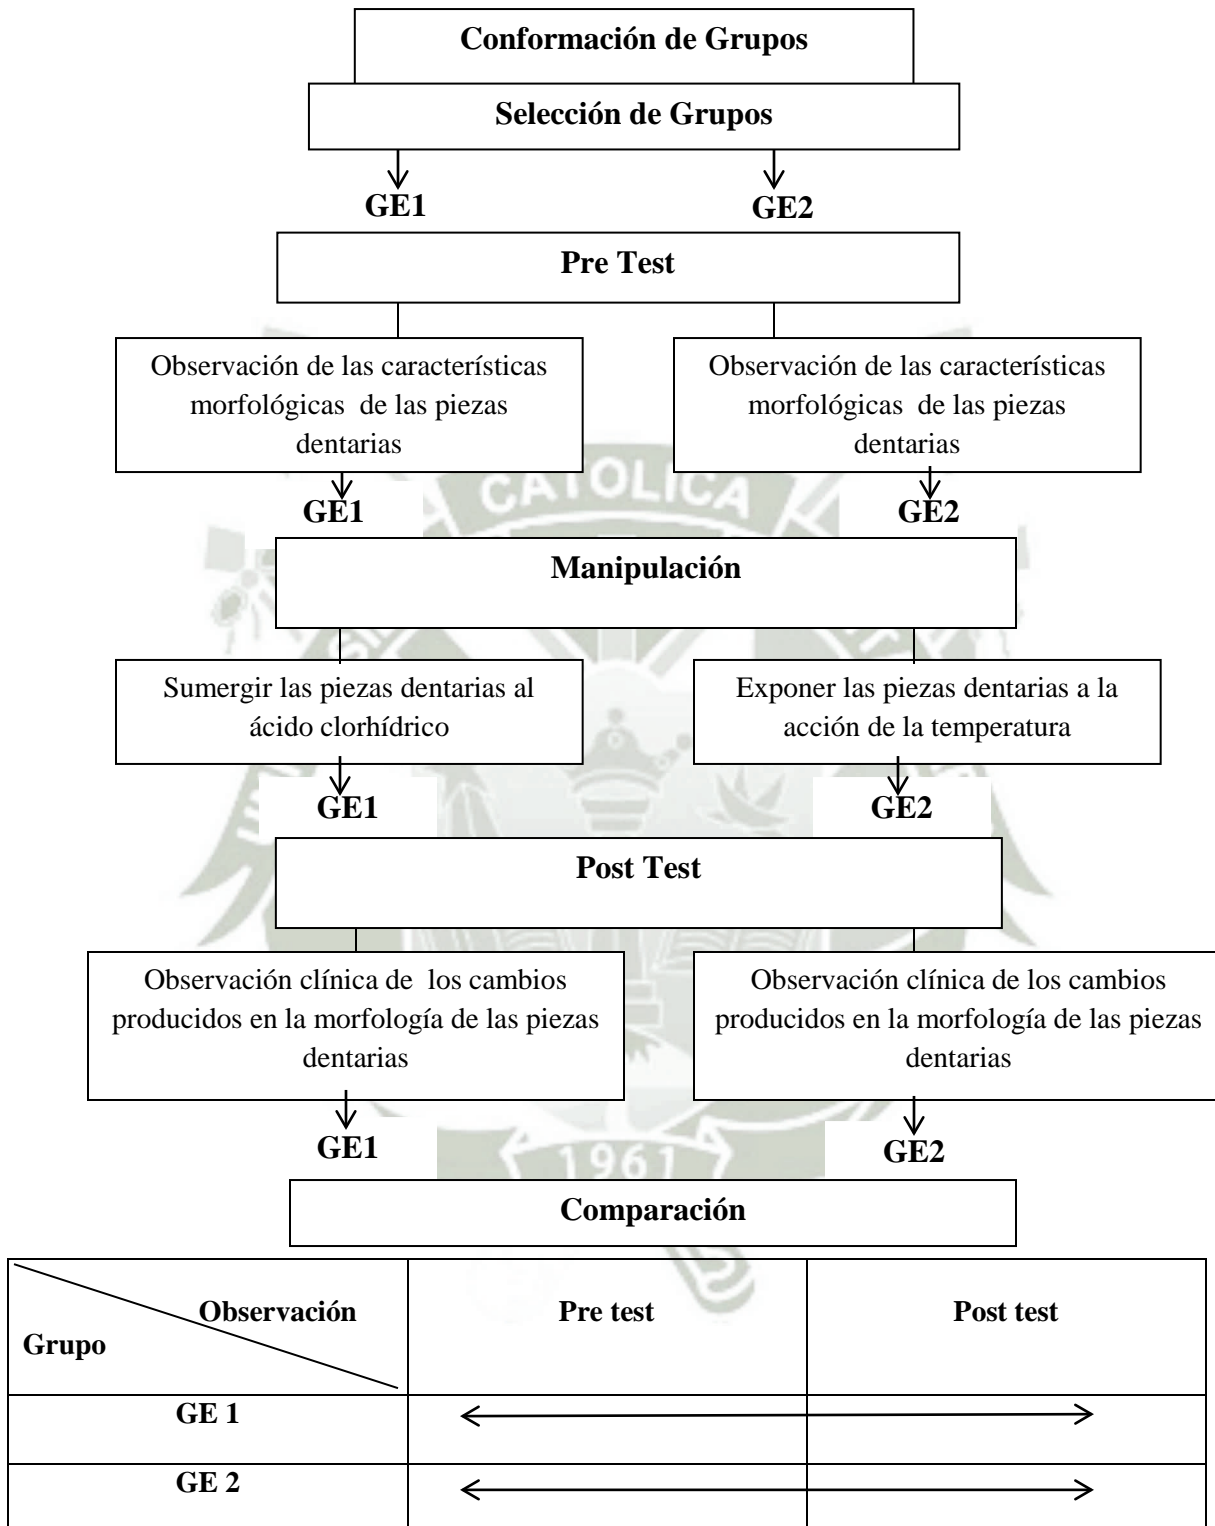 Conformación de Grupos
Selección de Grupos
GE1
GE2
Pre Test
Observación de las características
morfológicas de las piezas
dentarias
Observación de las características
morfológicas de las piezas
dentarias
GE1
GE2
CATOLICA
Manipulación
Sumergir las piezas dentarias al
ácido clorhídrico
Exponer las piezas dentarias a la
acción de la temperatura
GE1
GE2
Post Test
Observación clínica de los cambios
producidos en la morfología de las piezas
dentarias
Observación clínica de los cambios
producidos en la morfología de las piezas
dentarias
GE1
GE2
1961
Comparación
Observación
Grupo
Pre test
Post test
GE 1
GE 2